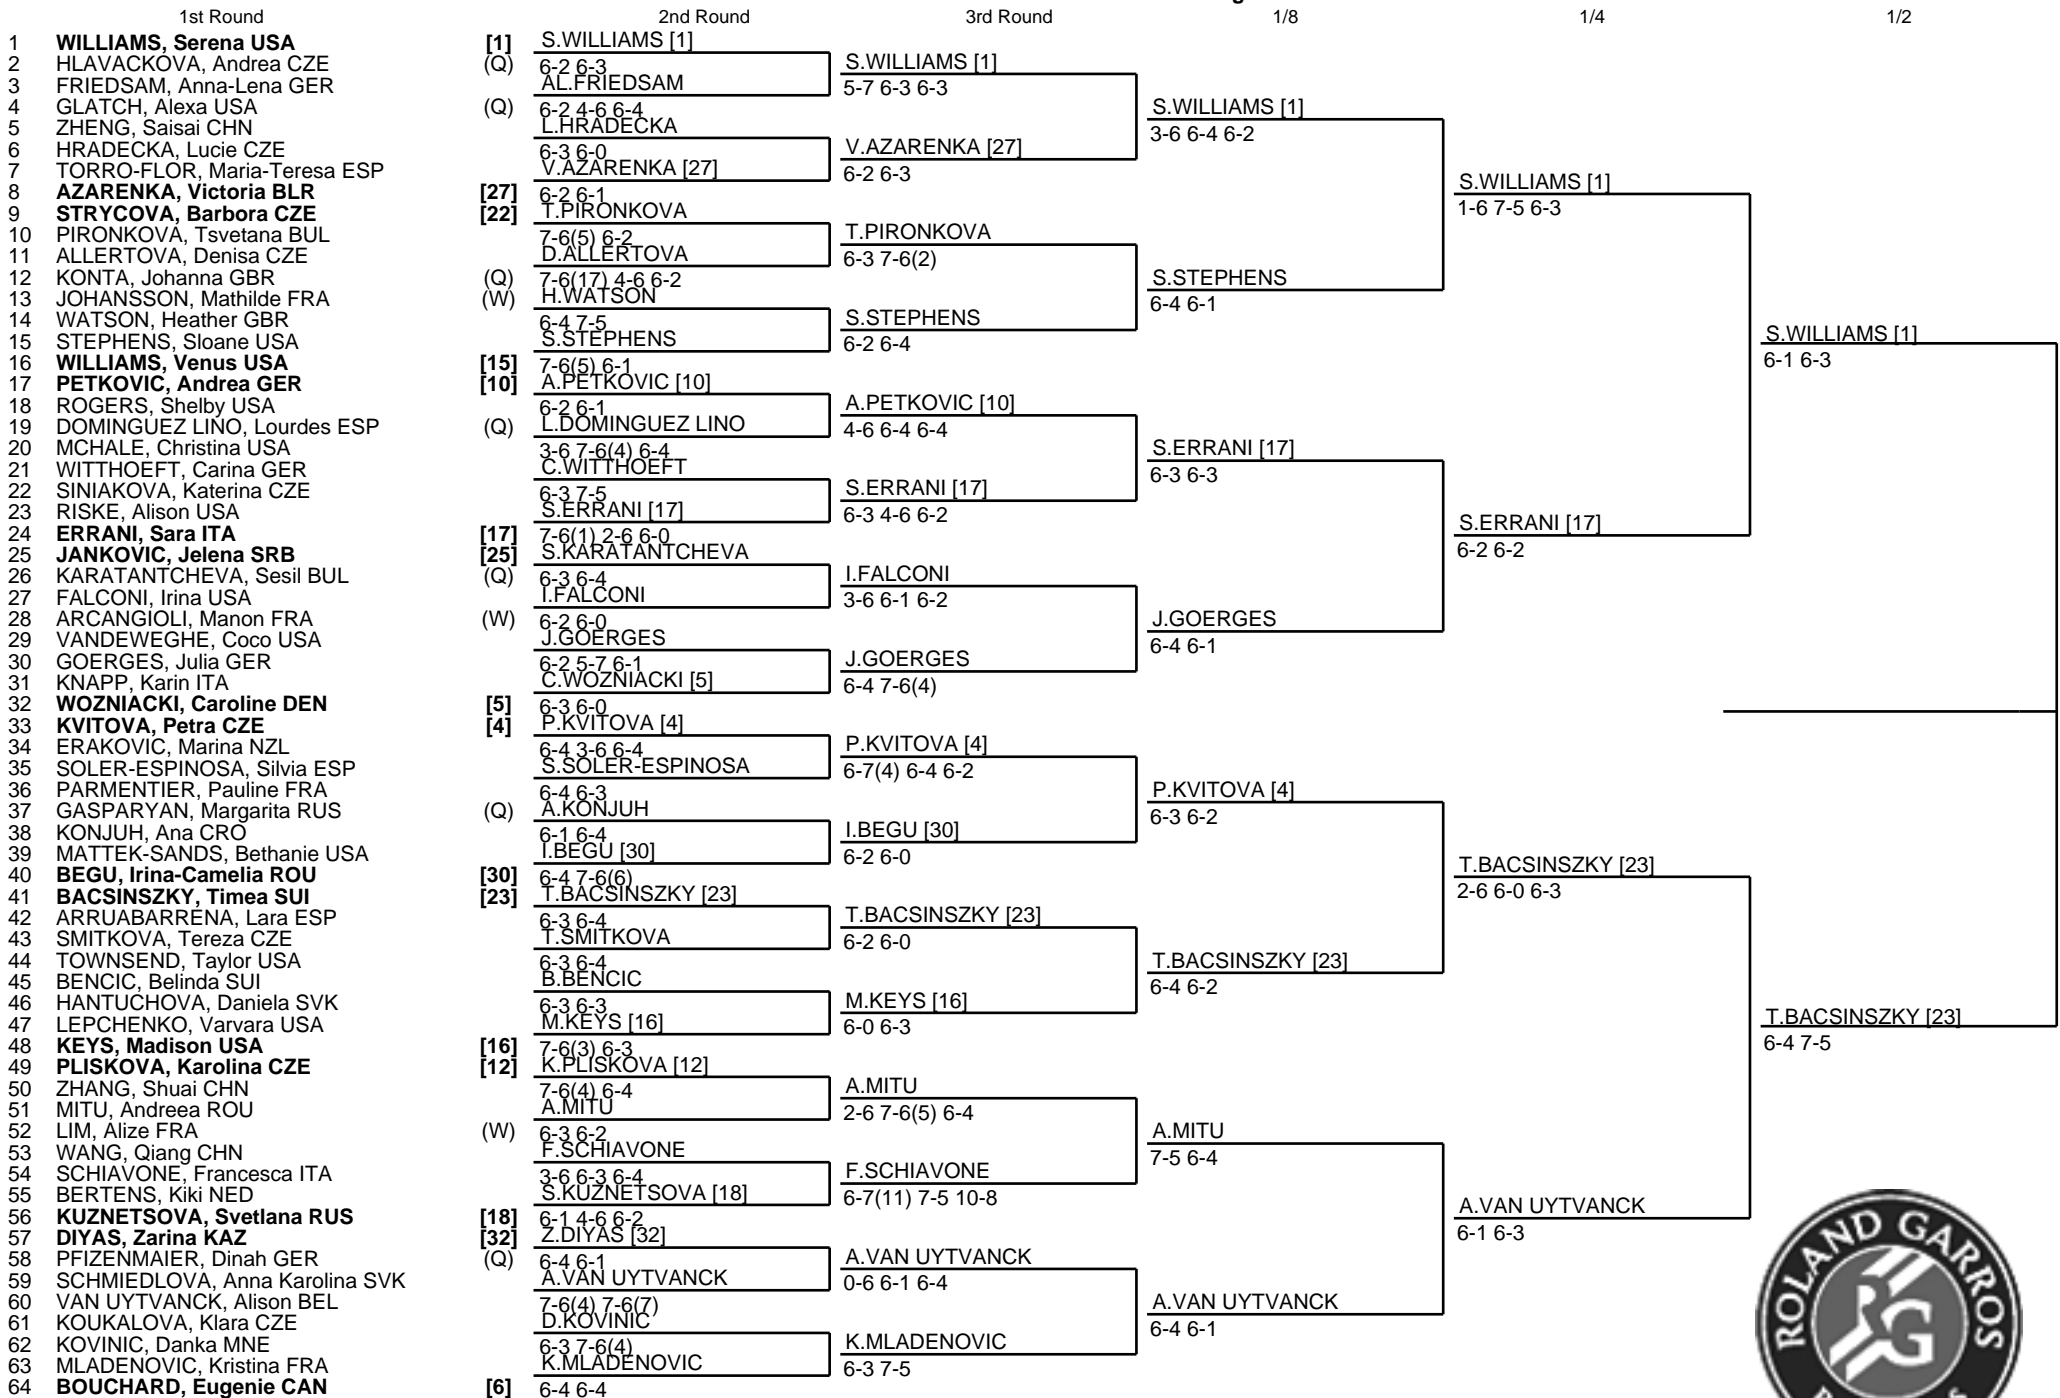 1st Round 2nd Round 3rd Round 1/8 1/4 1/2
1 WILLIAMS, Serena USA [1]
2 HLAVACKOVA, Andrea CZE (Q)
3 FRIEDSAM, Anna-Lena GER
4 GLATCH, Alexa USA (Q)
5 ZHENG, Saisai CHN
6 HRADECKA, Lucie CZE
7 TORRO-FLOR, Maria-Teresa ESP
8 AZARENKA, Victoria BLR [27]
9 STRYCOVA, Barbora CZE [22]
10 PIRONKOVA, Tsvetana BUL
11 ALLERTOVA, Denisa CZE
12 KONTA, Johanna GBR (Q)
13 JOHANSSON, Mathilde FRA (W)
14 WATSON, Heather GBR
15 STEPHENS, Sloane USA
16 WILLIAMS, Venus USA [15]
17 PETKOVIC, Andrea GER [10]
18 ROGERS, Shelby USA
19 DOMINGUEZ LINO, Lourdes ESP (Q)
20 MCHALE, Christina USA
21 WITTHOEFT, Carina GER
22 SINIAKOVA, Katerina CZE
23 RISKE, Alison USA
24 ERRANI, Sara ITA [17]
25 JANKOVIC, Jelena SRB [25]
26 KARATANTCHEVA, Sesil BUL (Q)
27 FALCONI, Irina USA
28 ARCANGIOLI, Manon FRA (W)
29 VANDEWEGHE, Coco USA
30 GOERGES, Julia GER
31 KNAPP, Karin ITA
32 WOZNIACKI, Caroline DEN [5]
33 KVITOVA, Petra CZE [4]
34 ERAKOVIC, Marina NZL
35 SOLER-ESPINOSA, Silvia ESP
36 PARMENTIER, Pauline FRA
37 GASPARYAN, Margarita RUS (Q)
38 KONJUH, Ana CRO
39 MATTEK-SANDS, Bethanie USA
40 BEGU, Irina-Camelia ROU [30]
41 BACSINSZKY, Timea SUI [23]
42 ARRUABARRENA, Lara ESP
43 SMITKOVA, Tereza CZE
44 TOWNSEND, Taylor USA
45 BENCIC, Belinda SUI
46 HANTUCHOVA, Daniela SVK
47 LEPCHENKO, Varvara USA
48 KEYS, Madison USA [16]
49 PLISKOVA, Karolina CZE [12]
50 ZHANG, Shuai CHN
51 MITU, Andreea ROU
52 LIM, Alize FRA (W)
53 WANG, Qiang CHN
54 SCHIAVONE, Francesca ITA
55 BERTENS, Kiki NED
56 KUZNETSOVA, Svetlana RUS [18]
57 DIYAS, Zarina KAZ [32]
58 PFIZENMAIER, Dinah GER (Q)
59 SCHMIEDLOVA, Anna Karolina SVK
60 VAN UYTVANCK, Alison BEL
61 KOUKALOVA, Klara CZE
62 KOVINIC, Danka MNE
63 MLADENOVIC, Kristina FRA
64 BOUCHARD, Eugenie CAN [6]
S.WILLIAMS [1]
6-2 6-3
AL.FRIEDSAM
6-2 4-6 6-4
L.HRADECKA
6-3 6-0
V.AZARENKA [27]
6-2 6-1
T.PIRONKOVA
7-6(5) 6-2
D.ALLERTOVA
7-6(17) 4-6 6-2
H.WATSON
6-4 7-5
S.STEPHENS
7-6(5) 6-1
A.PETKOVIC [10]
6-2 6-1
L.DOMINGUEZ LINO
3-6 7-6(4) 6-4
C.WITTHOEFT
6-3 7-5
S.ERRANI [17]
7-6(1) 2-6 6-0
S.KARATANTCHEVA
6-3 6-4
I.FALCONI
6-2 6-0
J.GOERGES
6-2 5-7 6-1
C.WOZNIACKI [5]
6-3 6-0
P.KVITOVA [4]
6-4 3-6 6-4
S.SOLER-ESPINOSA
6-4 6-3
A.KONJUH
6-1 6-4
I.BEGU [30]
6-4 7-6(6)
T.BACSINSZKY [23]
6-3 6-4
T.SMITKOVA
6-3 6-4
B.BENCIC
6-3 6-3
M.KEYS [16]
7-6(3) 6-3
K.PLISKOVA [12]
7-6(4) 6-4
A.MITU
6-3 6-2
F.SCHIAVONE
3-6 6-3 6-4
S.KUZNETSOVA [18]
6-1 4-6 6-2
Z.DIYAS [32]
6-4 6-1
A.VAN UYTVANCK
7-6(4) 7-6(7)
D.KOVINIC
6-3 7-6(4)
K.MLADENOVIC
6-4 6-4
S.WILLIAMS [1]
5-7 6-3 6-3
V.AZARENKA [27]
6-2 6-3
T.PIRONKOVA
6-3 7-6(2)
S.STEPHENS
6-2 6-4
A.PETKOVIC [10]
4-6 6-4 6-4
S.ERRANI [17]
6-3 4-6 6-2
I.FALCONI
3-6 6-1 6-2
J.GOERGES
6-4 7-6(4)
P.KVITOVA [4]
6-7(4) 6-4 6-2
I.BEGU [30]
6-2 6-0
T.BACSINSZKY [23]
6-2 6-0
M.KEYS [16]
6-0 6-3
A.MITU
2-6 7-6(5) 6-4
F.SCHIAVONE
6-7(11) 7-5 10-8
A.VAN UYTVANCK
0-6 6-1 6-4
K.MLADENOVIC
6-3 7-5
S.WILLIAMS [1]
3-6 6-4 6-2
S.STEPHENS
6-4 6-1
S.ERRANI [17]
6-3 6-3
J.GOERGES
6-4 6-1
P.KVITOVA [4]
6-3 6-2
T.BACSINSZKY [23]
6-4 6-2
A.MITU
7-5 6-4
A.VAN UYTVANCK
6-4 6-1
S.WILLIAMS [1]
1-6 7-5 6-3
S.ERRANI [17]
6-2 6-2
T.BACSINSZKY [23]
2-6 6-0 6-3
A.VAN UYTVANCK
6-1 6-3
S.WILLIAMS [1]
6-1 6-3
T.BACSINSZKY [23]
6-4 7-5
ROLAND GARROS
RG